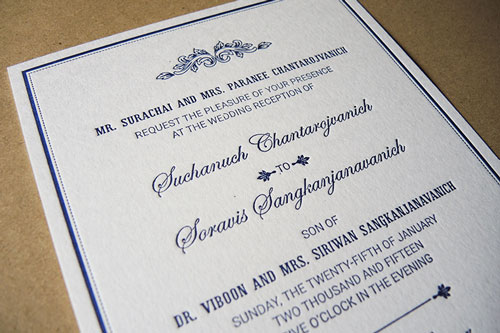 MR. SURACHAI AND MRS. PARANEE CHANTAROJVANICH
REQUEST THE PLEASURE OF YOUR PRESENCE
AT THE WEDDING RECEPTION OF
Suchanuch Chantarojvanich
TO
Soravis Sangkanjanavanich
SON OF
DR. VIBOON AND MRS. SIRIWAN SANGKANJANAVANICH
SUNDAY, THE TWENTY-FIFTH OF JANUARY
TWO THOUSAND AND FIFTEEN
O'CLOCK IN THE EVENING